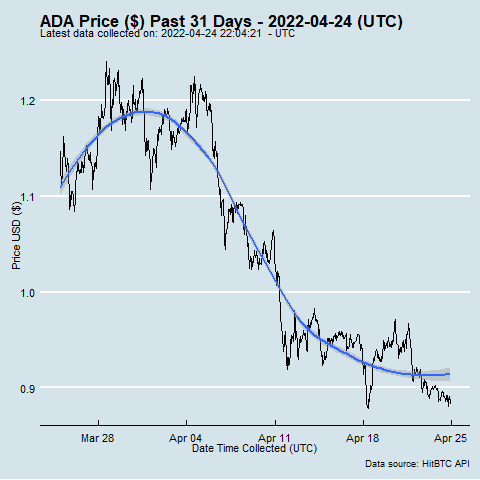 ADA Price ($) Past 31 Days - 2022-04-24 (UTC)
Latest data collected on: 2022-04-24 22:04:21 - UTC
1.2
1.1
1.0
0.9
Price USD ($)
Mar 28 Apr 04 Apr 11 Apr 18 Apr 25
Date Time Collected (UTC)
Data source: HitBTC API